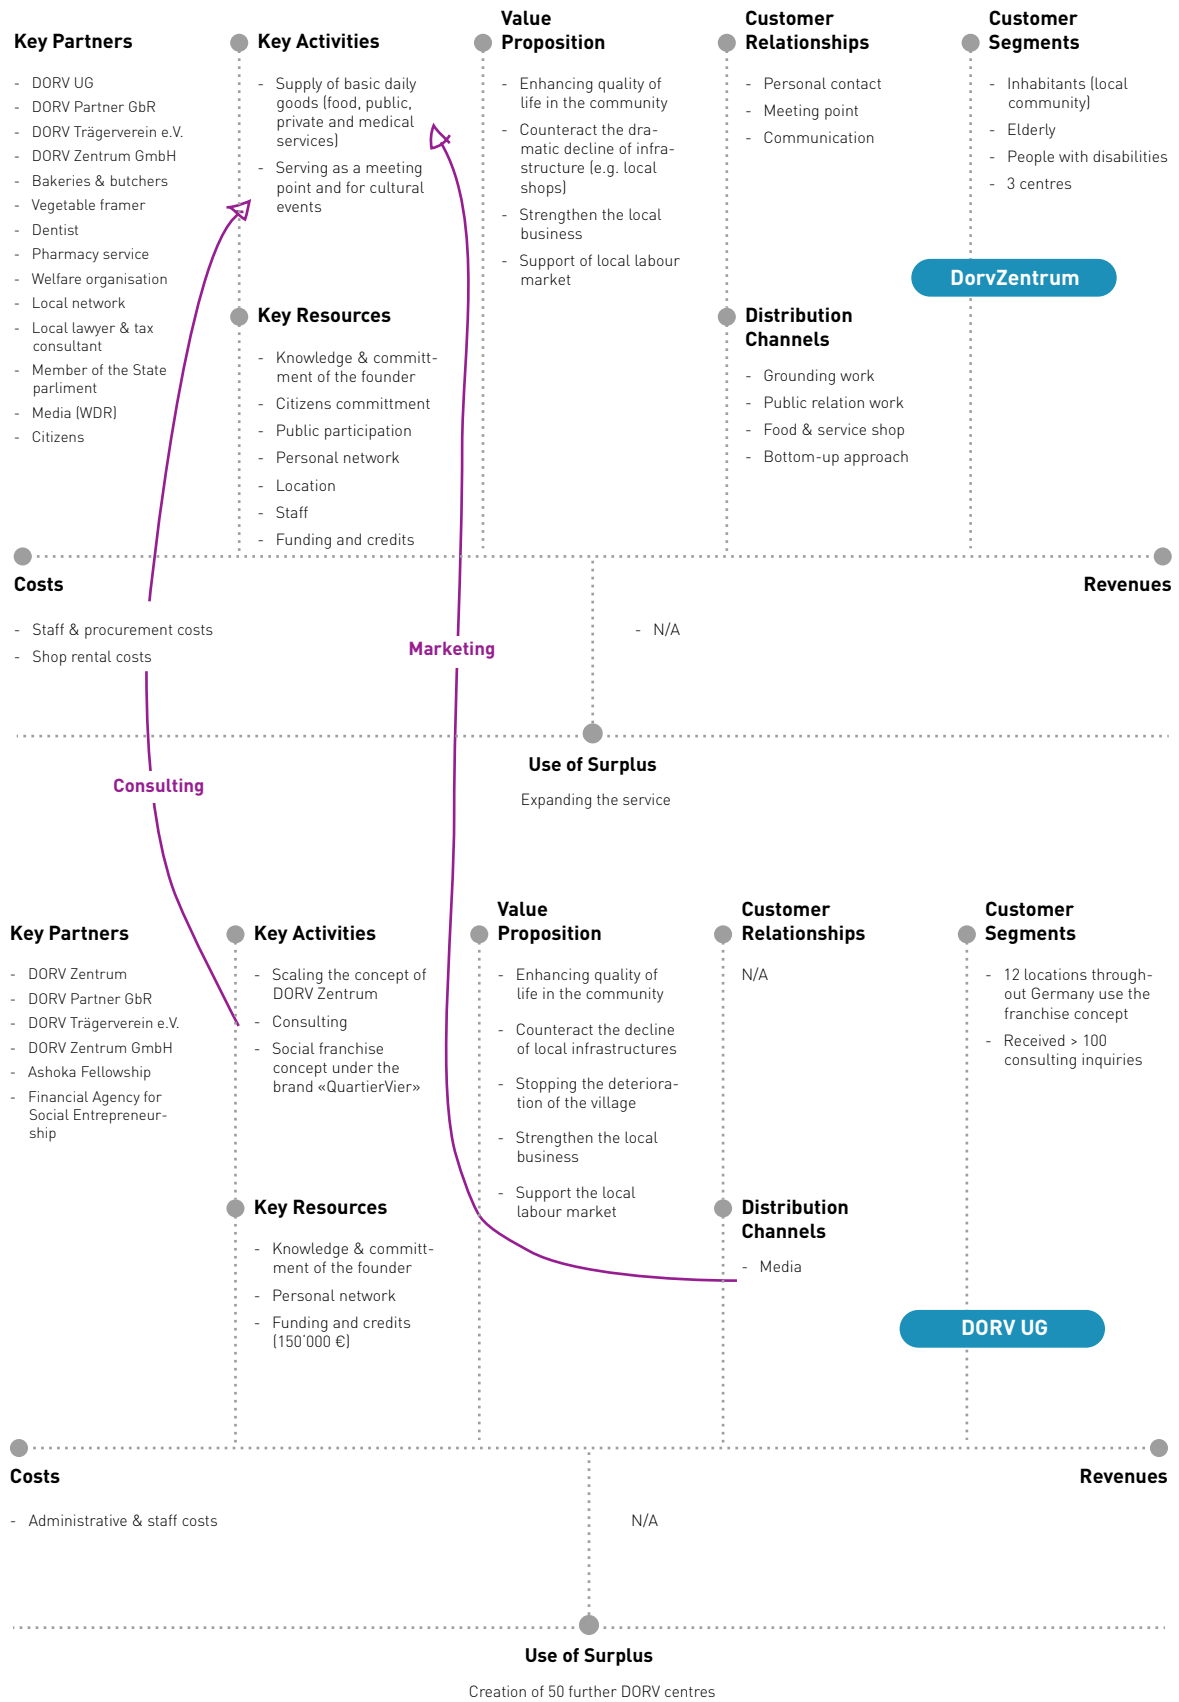 Key Partners
- DORV UG
- DORV Partner GbR
- DORV Trägerverein e.V.
- DORV Zentrum GmbH
- Bakeries & butchers
- Vegetable framer
- Dentist
- Pharmacy service
- Welfare organisation
- Local network
- Local lawyer & tax
consultant
- Member of the State
parliment
- Media (WDR)
- Citizens
Key Activities
- Supply of basic daily
goods (food, public,
private and medical
services)
- Serving as a meeting
point and for cultural
events
Key Resources
- Knowledge & committ-
ment of the founder
- Citizens committment
- Public participation
- Personal network
- Location
- Staff
- Funding and credits
Value
Proposition
- Enhancing quality of
life in the community
- Counteract the dra-
matic decline of infra-
structure (e.g. local
shops)
- Strengthen the local
business
- Support of local labour
market
Customer
Relationships
- Personal contact
- Meeting point
- Communication
Distribution
Channels
- Grounding work
- Public relation work
- Food & service shop
- Bottom-up approach
Customer
Segments
- Inhabitants (local
community)
- Elderly
- People with disabilities
- 3 centres
DorvZentrum
Costs
- Staff & procurement costs
- Shop rental costs
Revenues
- N/A
Marketing
Consulting
Use of Surplus
Expanding the service
Key Partners
- DORV Zentrum
- DORV Partner GbR
- DORV Trägerverein e.V.
- DORV Zentrum GmbH
- Ashoka Fellowship
- Financial Agency for
Social Entrepreneur-
ship
Key Activities
- Scaling the concept of
DORV Zentrum
- Consulting
- Social franchise
concept under the
brand «QuartierVier»
Key Resources
- Knowledge & committ-
ment of the founder
- Personal network
- Funding and credits
(150'000 €)
Value
Proposition
- Enhancing quality of
life in the community
- Counteract the decline
of local infrastructures
- Stopping the deteriora-
tion of the village
- Strengthen the local
business
- Support the local
labour market
Customer
Relationships
N/A
Distribution
Channels
- Media
Customer
Segments
- 12 locations through-
out Germany use the
franchise concept
- Received > 100
consulting inquiries
DORV UG
Costs
- Administrative & staff costs
Revenues
N/A
Use of Surplus
Creation of 50 further DORV centres